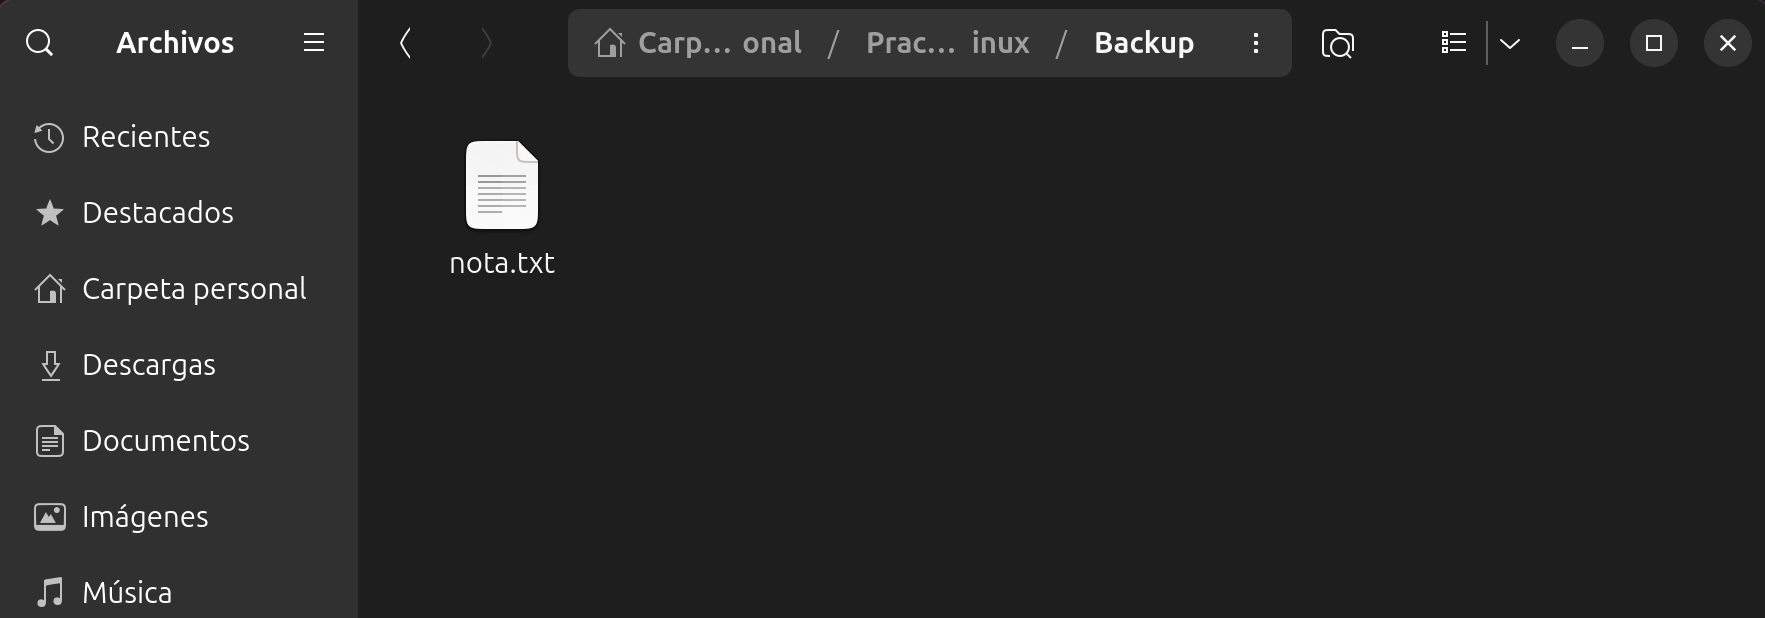 Archivos
Carp... onal / Prac... inux / Backup
Recientes
Destacados
Carpeta personal
Descargas
Documentos
Imágenes
Música
nota.txt